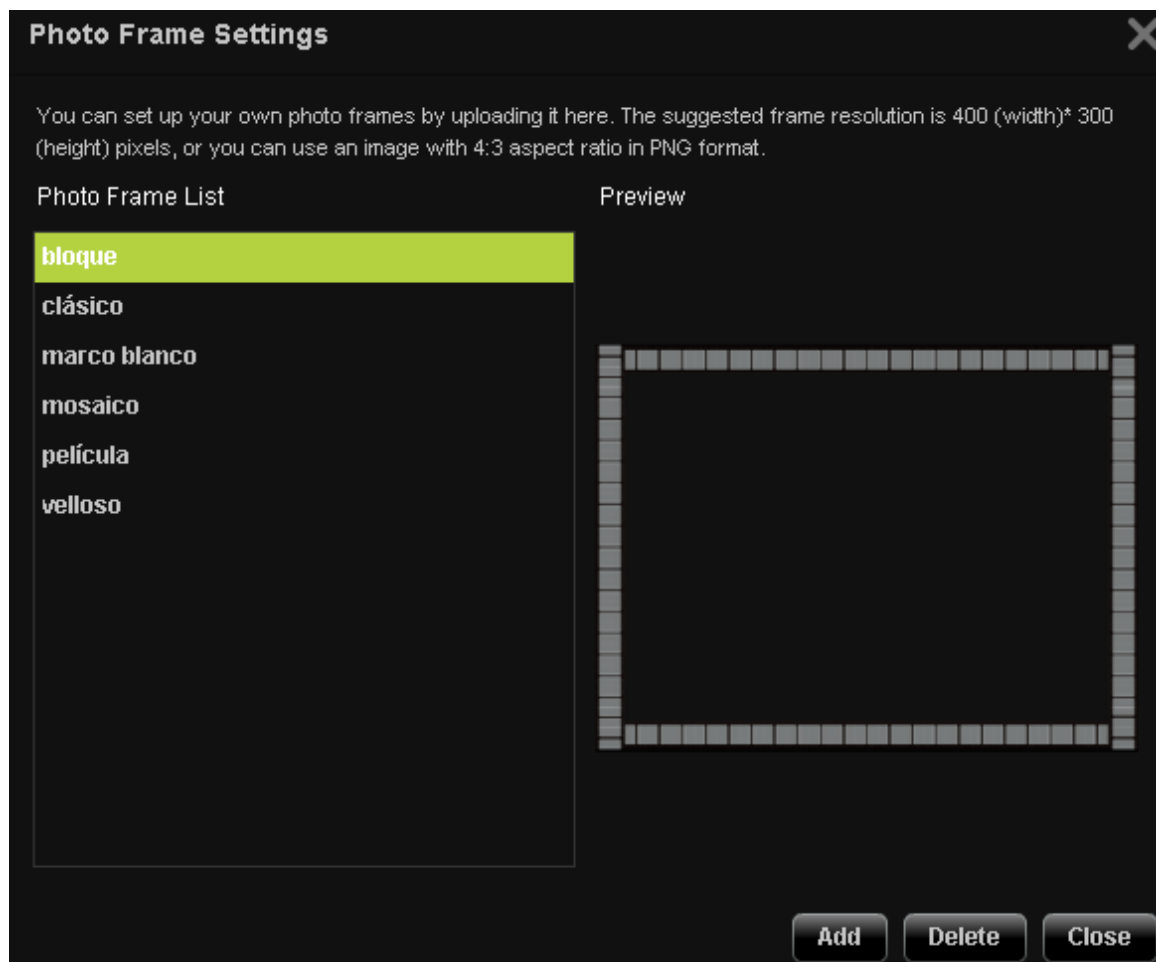 Photo Frame Settings
You can set up your own photo frames by uploading it here. The suggested frame resolution is 400 (width)* 300
(height) pixels, or you can use an image with 4:3 aspect ratio in PNG format.
Photo Frame List
Preview
bloque
clásico
marco blanco
mosaico
película
velloso
Add
Delete
Close